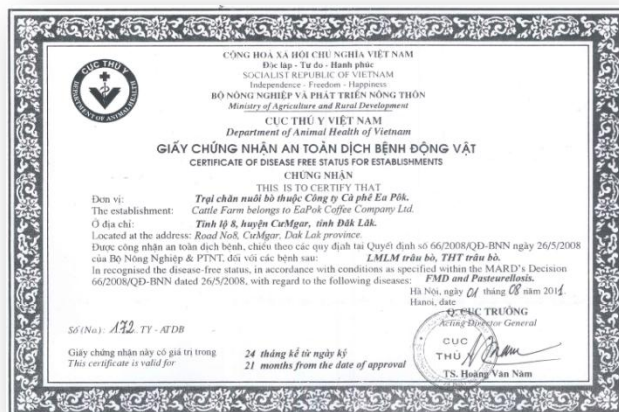 CỤC THÚ Y
DEPARTMENT OF ANIMAL HEALTH
CỘNG HOÀ XÃ HỘI CHỦ NGHĨA VIỆT NAM
Độc lập - Tự do - Hạnh phúc
SOCIALIST REPUBLIC OF VIETNAM
Independence - Freedom - Happiness
BỘ NÔNG NGHIỆP VÀ PHÁT TRIỂN NÔNG THÔN
Ministry of Agriculture and Rural Development
CỤC THÚ Y VIỆT NAM
Department of Animal Health of Vietnam
GIẤY CHỨNG NHẬN AN TOÀN DỊCH BỆNH ĐỘNG VẬT
CERTIFICATE OF DISEASE FREE STATUS FOR ESTABLISHMENTS
CHỨNG NHẬN
THIS IS TO CERTIFY THAT
Đơn vị: Trại chăn nuôi bò thuộc Công ty Cà phê Ea Pôk.
The establishment: Cattle Farm belongs to EaPok Coffee Company Ltd.
Ở địa chỉ: Tỉnh lộ 8, huyện CưMgar, tỉnh Đăk Lăk.
Located at the address: Road No8, CuMgar, Dak Lak province.
Được công nhận an toàn dịch bệnh, chiếu theo các quy định tại Quyết định số 66/2008/QĐ-BNN ngày 26/5/2008
của Bộ Nông Nghiệp & PTNT, đối với các bệnh sau: LMLM trâu bò, THT trâu bò.
In recognised the disease-free status, in accordance with conditions as specified within the MARD's Decision
66/2008/QĐ-BNN dated 26/5/2008, with regard to the following diseases: FMD and Pasteurellosis.
Hà Nội, ngày 01 tháng 08 năm 2011
Hanoi, date
Q. CỤC TRƯỞNG
Acting Director General
Số (No): 172 TY - ATDB
CỤC
THÚ Y
Giấy chứng nhận này có giá trị trong 24 tháng kể từ ngày ký
This certificate is valid for 21 months from the date of approval
TS. Hoàng Văn Năm